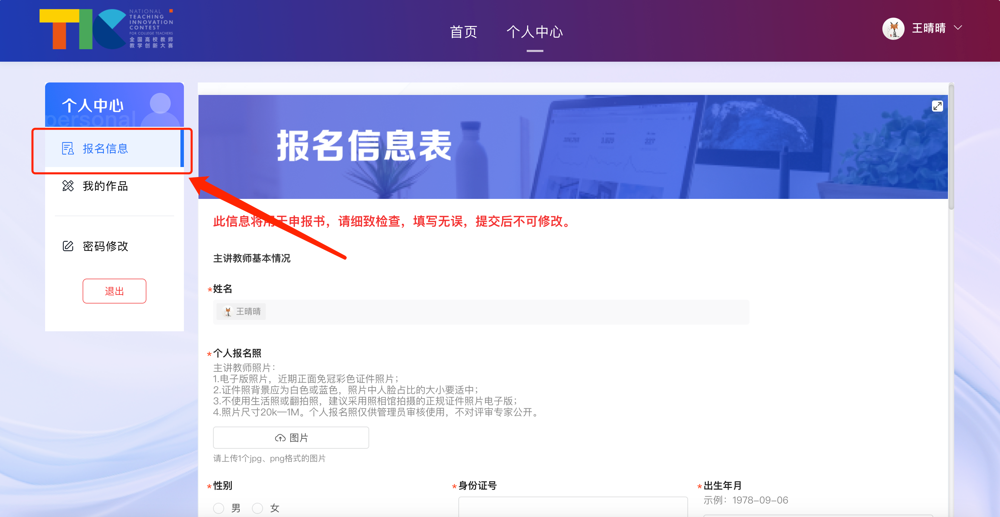 NATIONAL
TEACHING
INNOVATION
CONTEST
FOR COLLEGE TEACHERS
全国高校教师
教学创新大赛
首页
个人中心
王晴晴
个人中心
personal
报名信息
我的作品
密码修改
退出
报名信息表
此信息将用于申报书，请细致检查，填写无误，提交后不可修改。
主讲教师基本情况
*姓名
王晴晴
*个人报名照
主讲教师照片：
1.电子版照片，近期正面免冠彩色证件照片；
2.证件照背景应为白色或蓝色，照片中人脸占比的大小要适中；
3.不使用生活照或翻拍照，建议采用照相馆拍摄的正规证件照片电子版；
4.照片尺寸20k—1M。个人报名照仅供管理员审核使用，不对评审专家公开。
图片
请上传1个jpg、png格式的图片
*性别
男 女
*身份证号
*出生年月
示例：1978-09-06